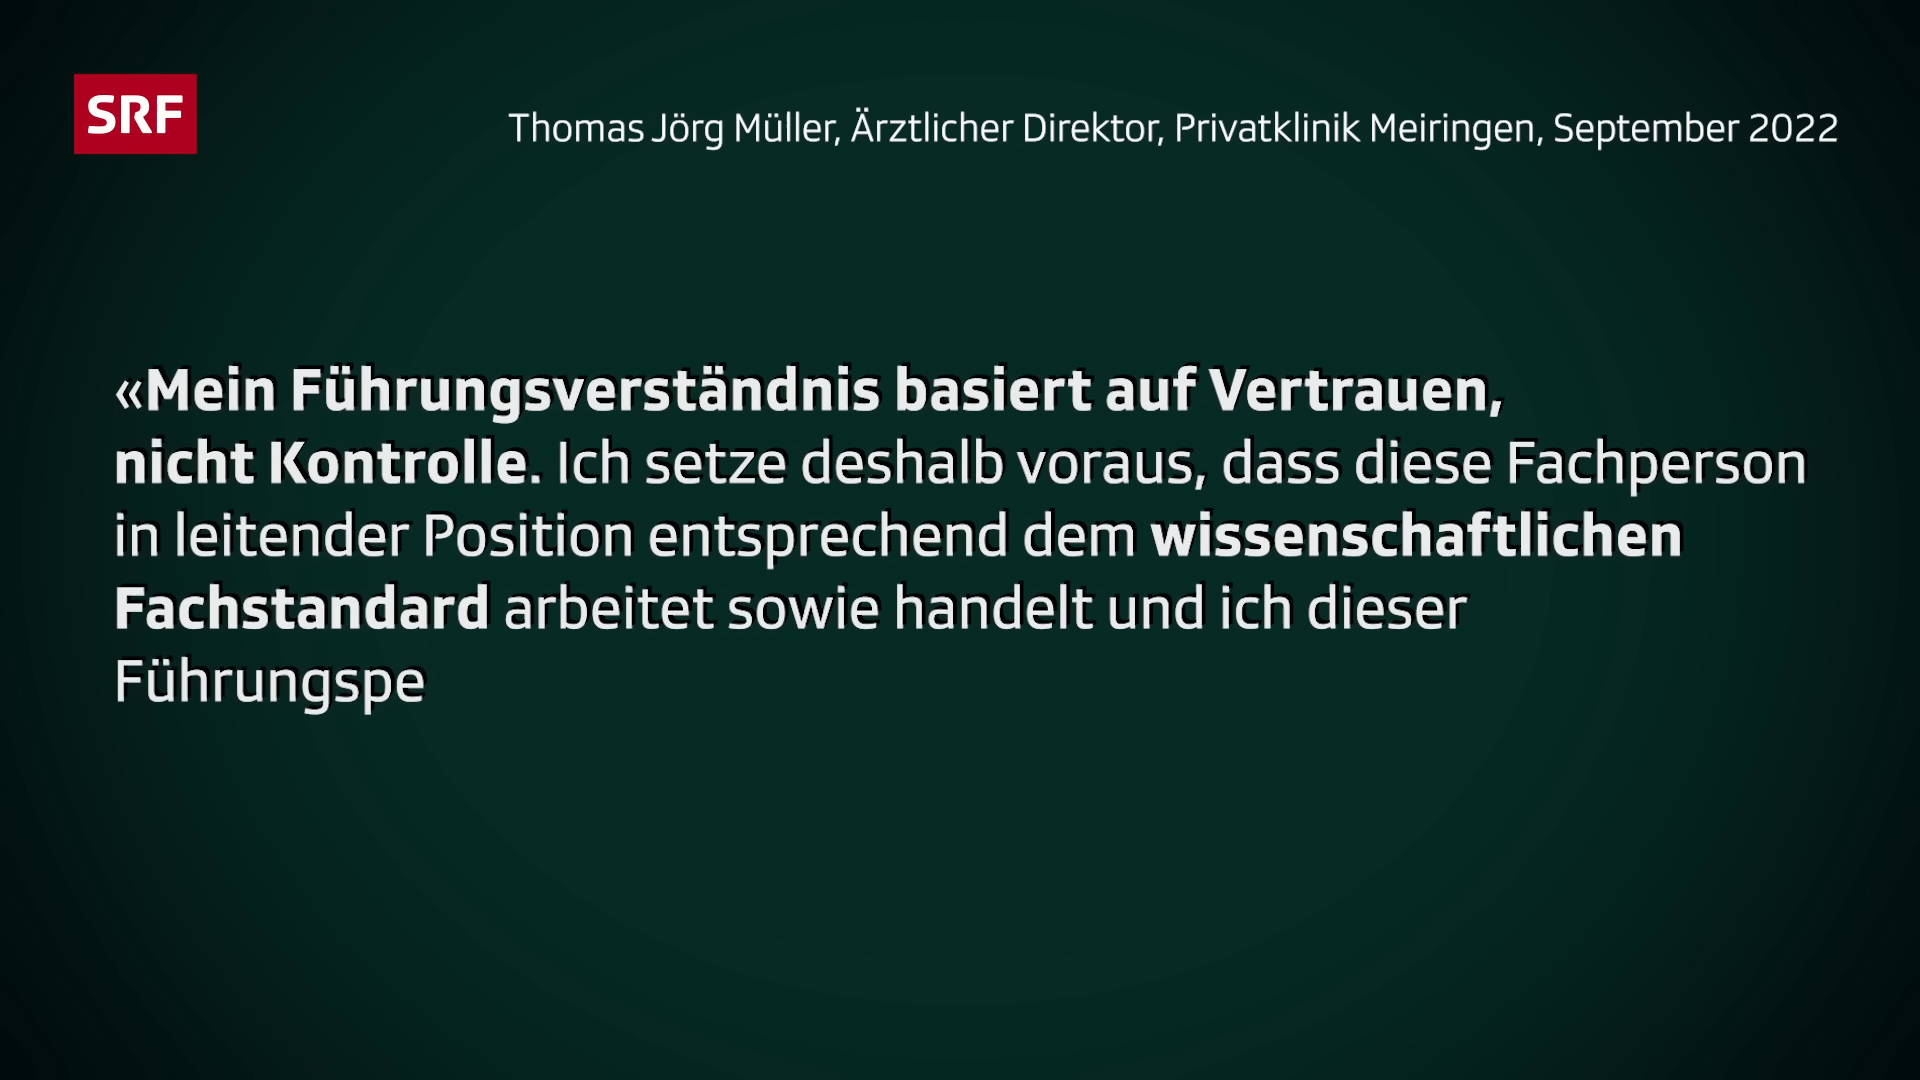 SRF
Thomas Jörg Müller, Ärztlicher Direktor, Privatklinik Meiringen, September 2022
«Mein Führungsverständnis basiert auf Vertrauen,
nicht Kontrolle. Ich setze deshalb voraus, dass diese Fachperson
in leitender Position entsprechend dem wissenschaftlichen
Fachstandard arbeitet sowie handelt und ich dieser
Führungspe